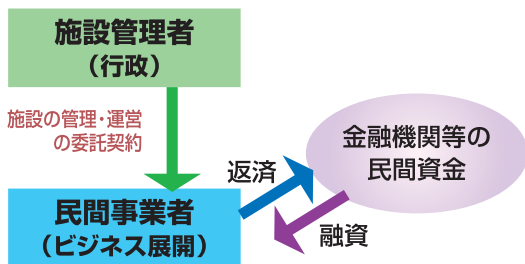 施設管理者
（行政）
施設の管理・運営
の委託契約
金融機関等の
民間資金
返済
民間事業者
（ビジネス展開）
融資